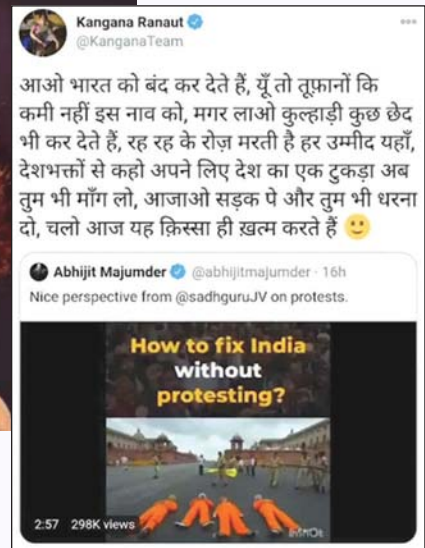 Kangana Ranaut
@KanganaTeam
आओ भारत को बंद कर देते हैं, यूँ तो तूफ़ानों कि
कमी नहीं इस नाव को, मगर लाओ कुल्हाड़ी कुछ छेद
भी कर देते हैं, रह रह के रोज़ मरती है हर उम्मीद यहाँ,
देशभक्तों से कहो अपने लिए देश का एक टुकड़ा अब
तुम भी माँग लो, आजाओ सड़क पे और तुम भी धरना
दो, चलो आज यह क़िस्सा ही ख़त्म करते हैं 🙂
Abhijit Majumder @abhijitmajumder · 16h
Nice perspective from @sadhguruJV on protests.
How to fix India
without
protesting?
2:57 298K views